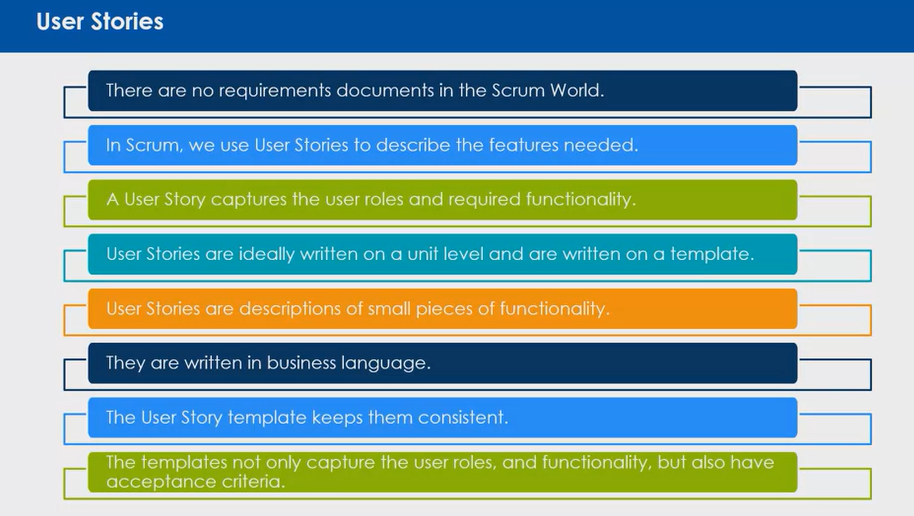 User Stories
There are no requirements documents in the Scrum World.
In Scrum, we use User Stories to describe the features needed.
A User Story captures the user roles and required functionality.
User Stories are ideally written on a unit level and are written on a template.
User Stories are descriptions of small pieces of functionality.
They are written in business language.
The User Story template keeps them consistent.
The templates not only capture the user roles, and functionality, but also have
acceptance criteria.